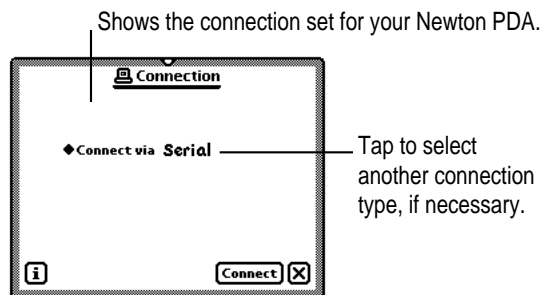 Shows the connection set for your Newton PDA.
Connection
◆Connect via Serial
Tap to select
another connection
type, if necessary.
i
Connect X